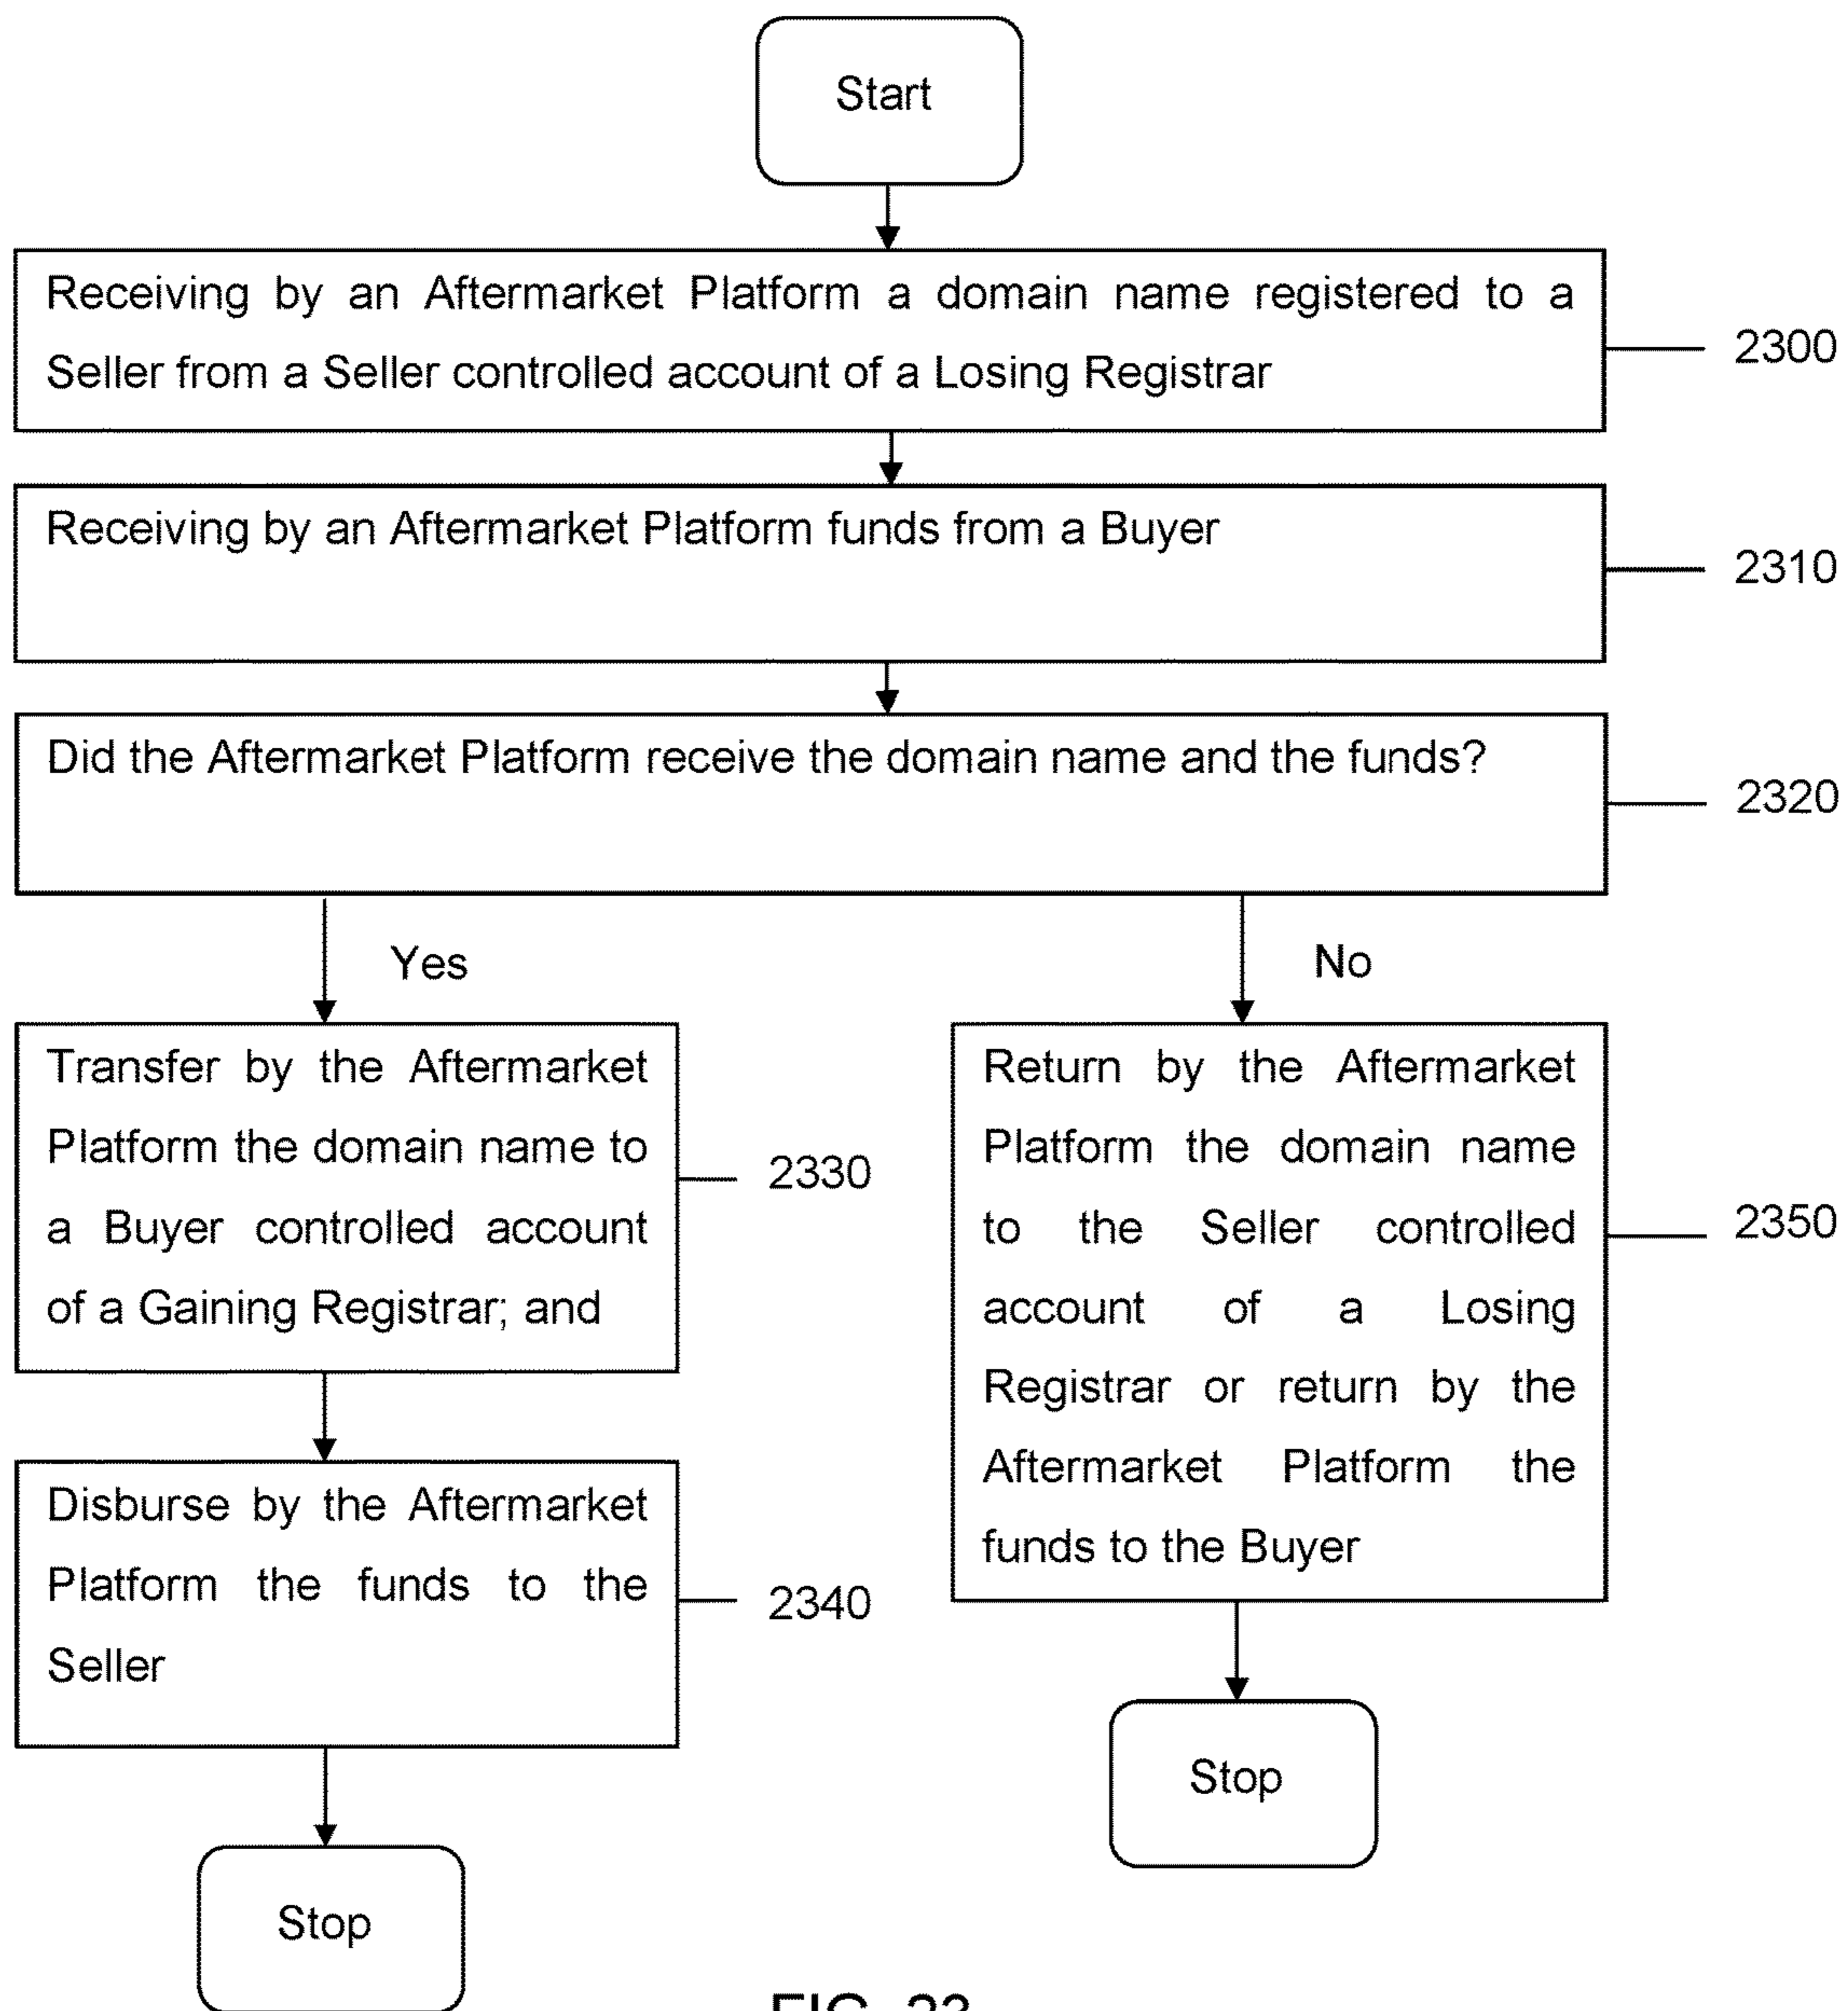 Start
Receiving by an Aftermarket Platform a domain name registered to a
Seller from a Seller controlled account of a Losing Registrar
2300
Receiving by an Aftermarket Platform funds from a Buyer
2310
Did the Aftermarket Platform receive the domain name and the funds?
2320
Yes
No
Transfer by the Aftermarket
Platform the domain name to
a Buyer controlled account
of a Gaining Registrar; and
2330
Return by the Aftermarket
Platform the domain name
to the Seller controlled
account of a Losing
Registrar or return by the
Aftermarket Platform the
funds to the Buyer
2350
Disburse by the Aftermarket
Platform the funds to the
Seller
2340
Stop
Stop
FIG. 23